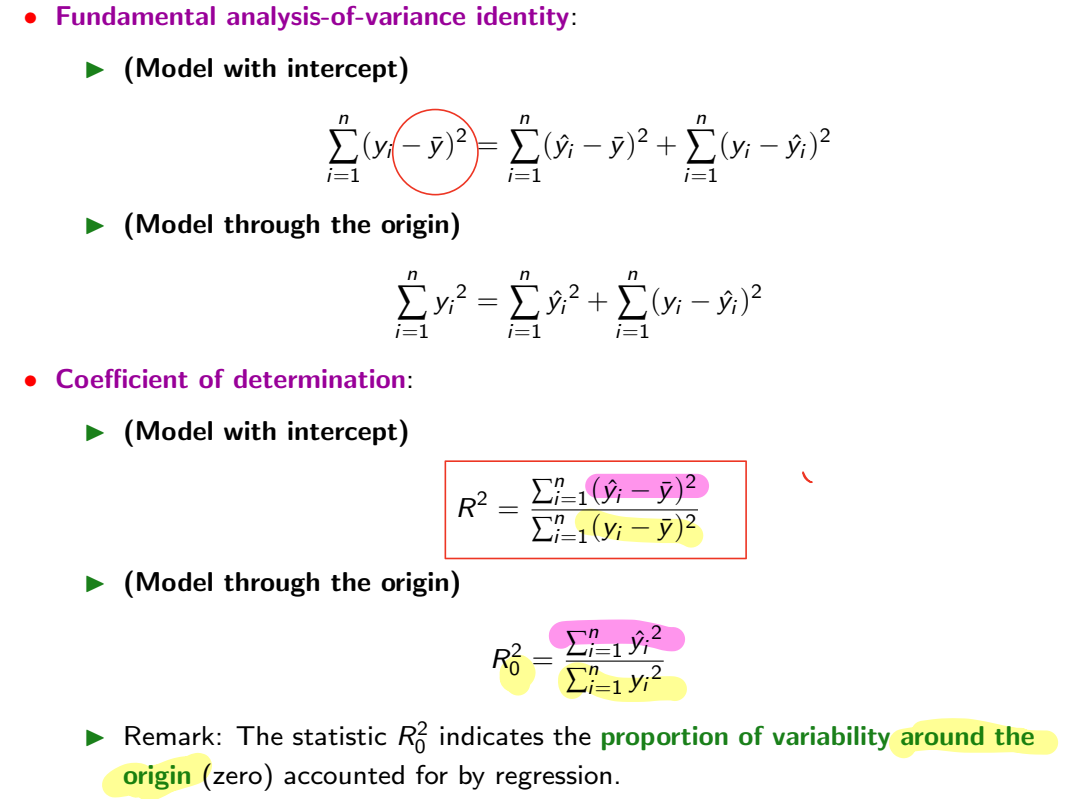 • Fundamental analysis-of-variance identity:
▶ (Model with intercept)
$\sum_{i=1}^{n}(y_i - \bar{y})^2 = \sum_{i=1}^{n}(\hat{y}_i - \bar{y})^2 + \sum_{i=1}^{n}(y_i - \hat{y}_i)^2$
▶ (Model through the origin)
$\sum_{i=1}^{n} y_i^2 = \sum_{i=1}^{n} \hat{y}_i^2 + \sum_{i=1}^{n}(y_i - \hat{y}_i)^2$
• Coefficient of determination:
▶ (Model with intercept)
$R^2 = \frac{\sum_{i=1}^{n}(\hat{y}_i - \bar{y})^2}{\sum_{i=1}^{n}(y_i - \bar{y})^2}$
▶ (Model through the origin)
$R_0^2 = \frac{\sum_{i=1}^{n} \hat{y}_i^2}{\sum_{i=1}^{n} y_i^2}$
▶ Remark: The statistic $R_0^2$ indicates the proportion of variability around the
origin (zero) accounted for by regression.